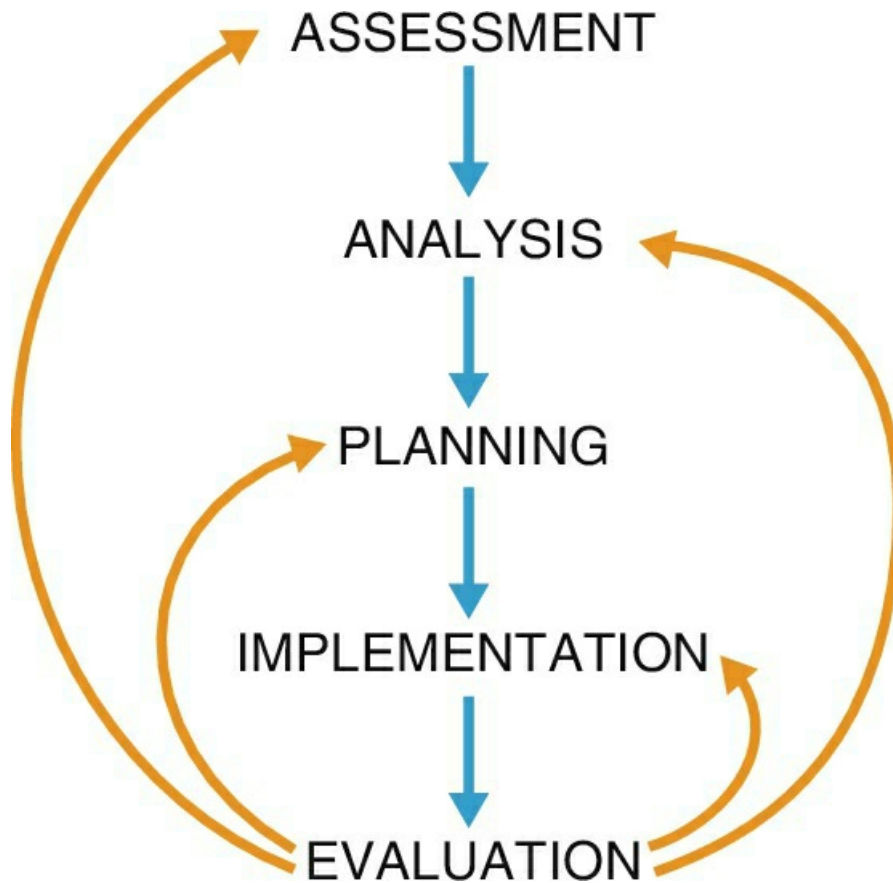 ASSESSMENT
ANALYSIS
PLANNING
IMPLEMENTATION
EVALUATION